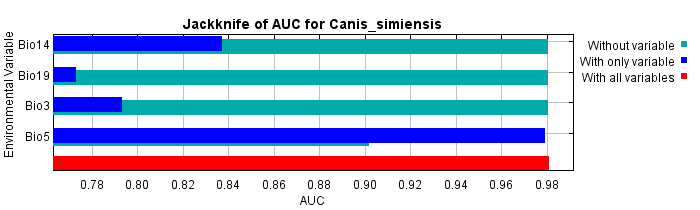 Jackknife of AUC for Canis_simiensis
Environmental Variable
Bio14
Bio19
Bio3
Bio5
0.78 0.80 0.82 0.84 0.86 0.88 0.90 0.92 0.94 0.96 0.98
AUC
Without variable
With only variable
With all variables